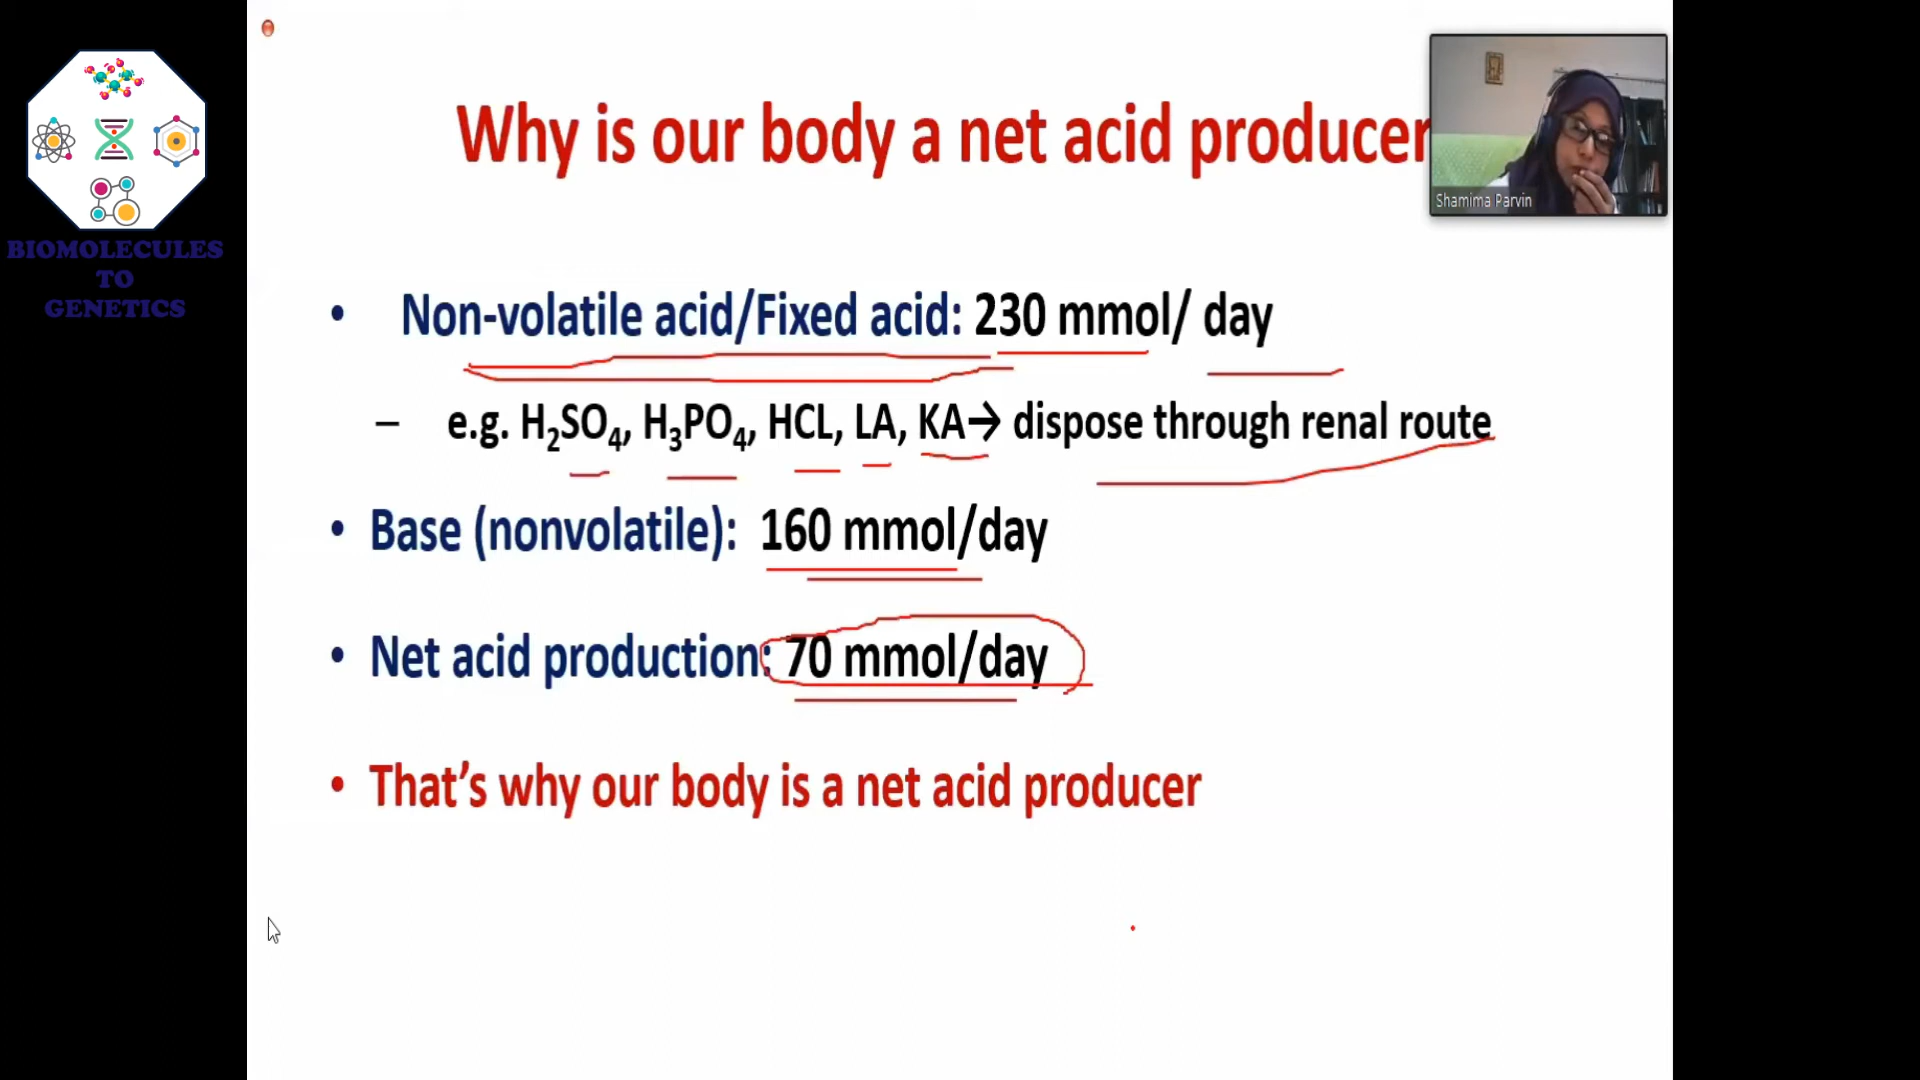 Why is our body a net acid producer
Shamima Parvin
BIOMOLECULES
TO
GENETICS
• Non-volatile acid/Fixed acid: 230 mmol/ day
– e.g. H₂SO₄, H₃PO₄, HCL, LA, KA→ dispose through renal route
• Base (nonvolatile): 160 mmol/day
• Net acid production: 70 mmol/day
• That’s why our body is a net acid producer